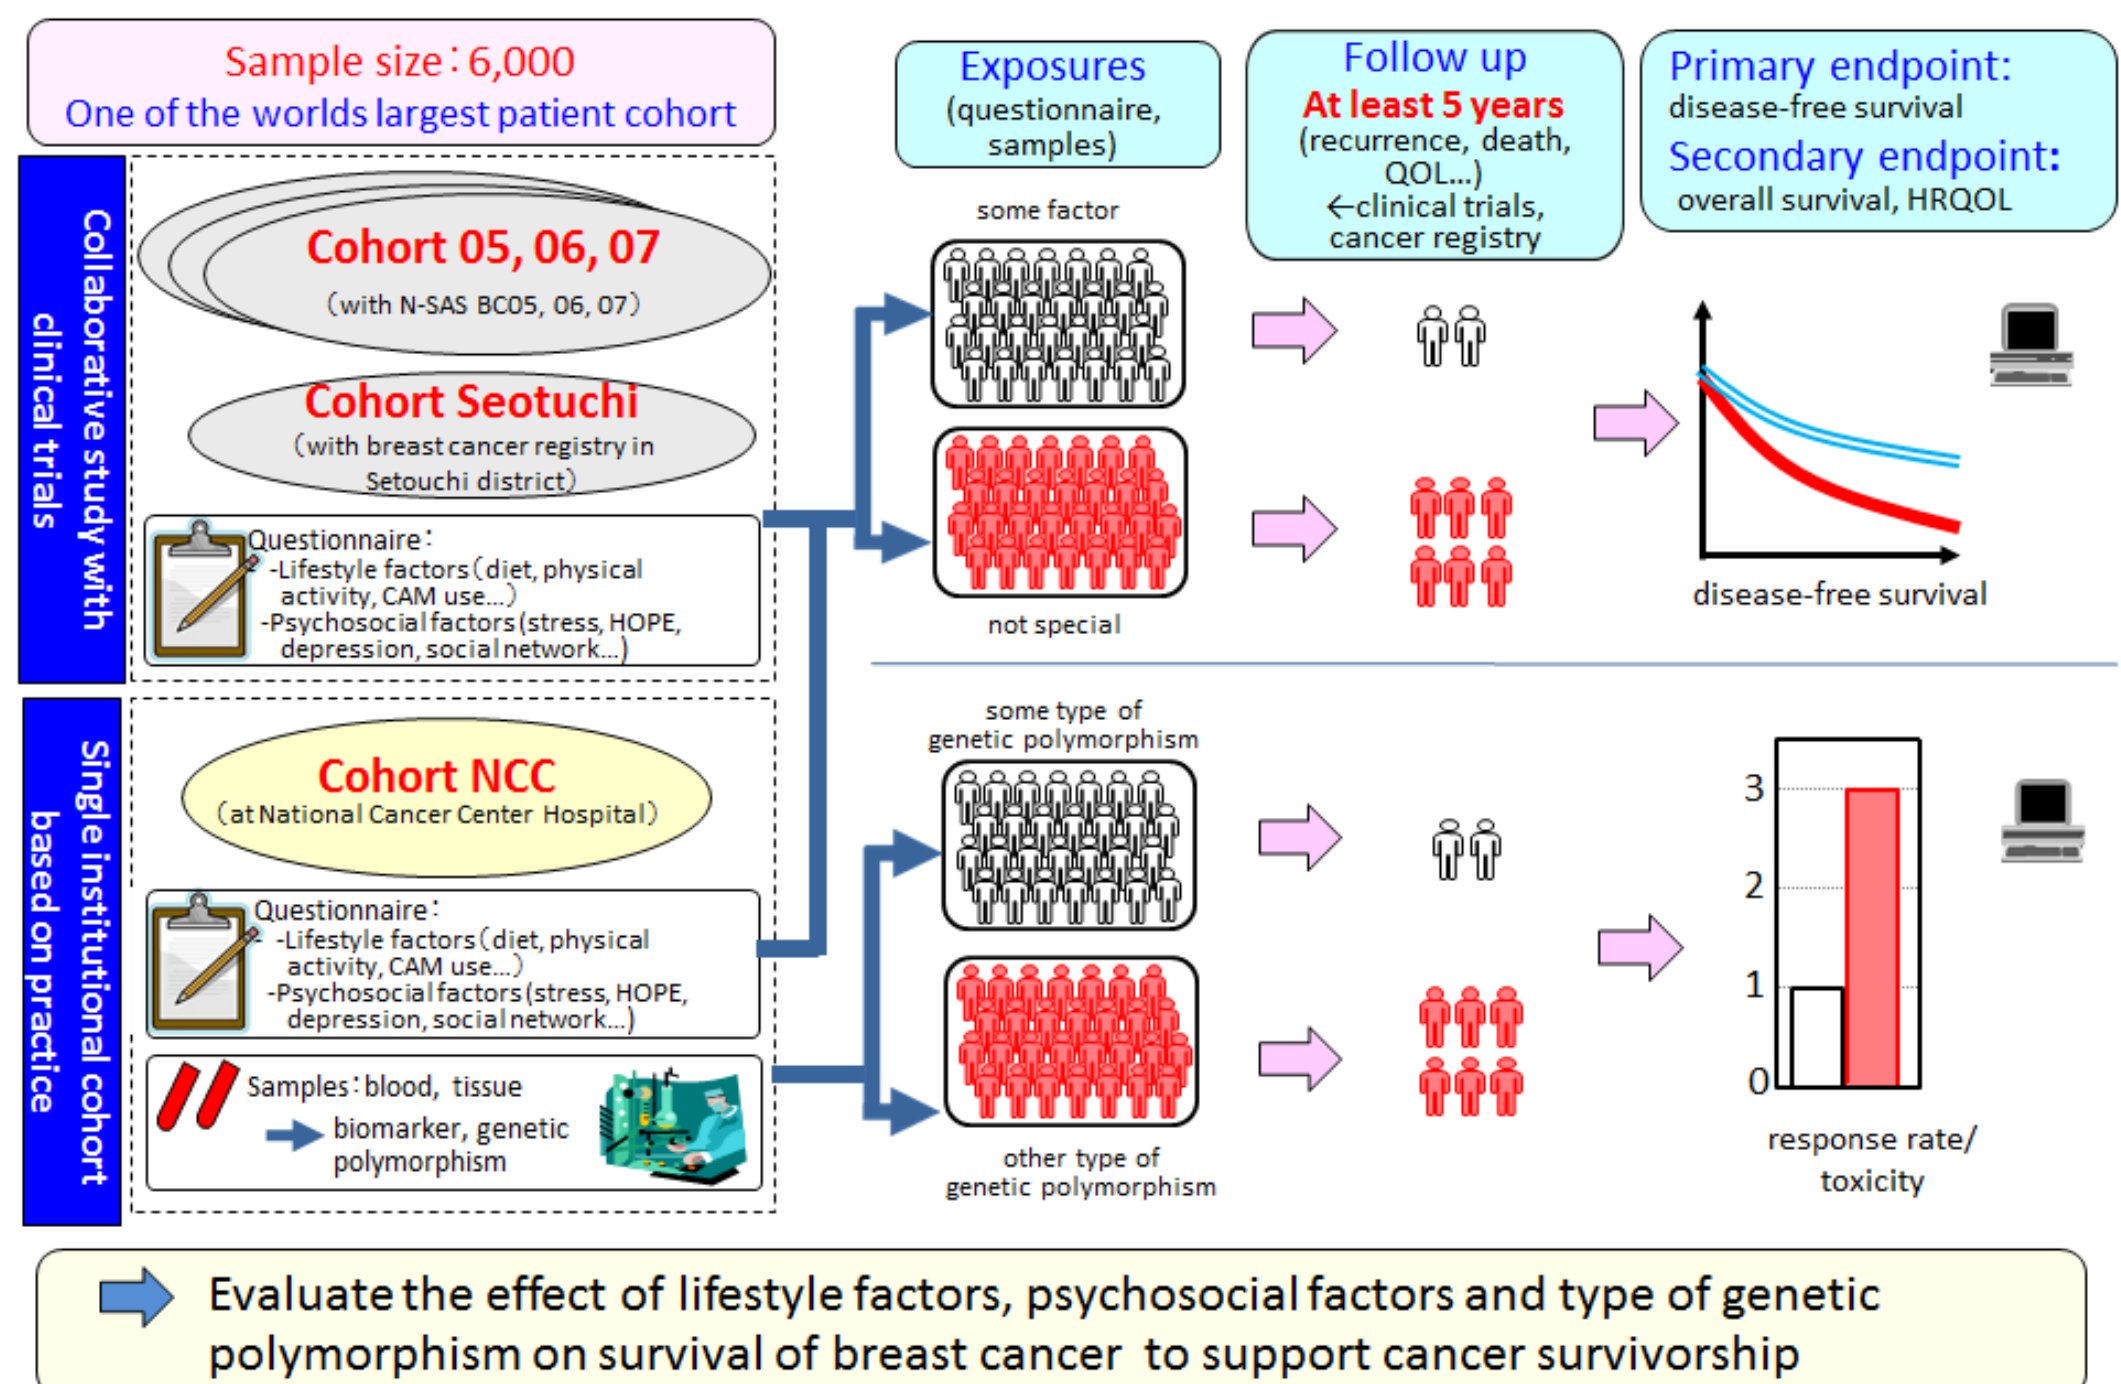 Sample size：6,000
One of the worlds largest patient cohort
Collaborative study with
clinical trials
Cohort 05, 06, 07
（with N-SAS BC05, 06, 07）
Cohort Seotuchi
（with breast cancer registry in
Setouchi district）
Questionnaire：
-Lifestyle factors（diet, physical
activity, CAM use...）
-Psychosocial factors (stress, HOPE,
depression, social network...)
Single institutional cohort
based on practice
Cohort NCC
（at National Cancer Center Hospital）
Questionnaire：
-Lifestyle factors（diet, physical
activity, CAM use...）
-Psychosocial factors (stress, HOPE,
depression, social network...)
Samples：blood, tissue
biomarker, genetic
polymorphism
Exposures
(questionnaire,
samples)
some factor
not special
some type of
genetic polymorphism
other type of
genetic polymorphism
Follow up
At least 5 years
(recurrence, death,
QOL...)
←clinical trials,
cancer registry
Primary endpoint:
disease-free survival
Secondary endpoint:
overall survival, HRQOL
disease-free survival
3
2
1
0
response rate/
toxicity
Evaluate the effect of lifestyle factors, psychosocial factors and type of genetic
polymorphism on survival of breast cancer to support cancer survivorship